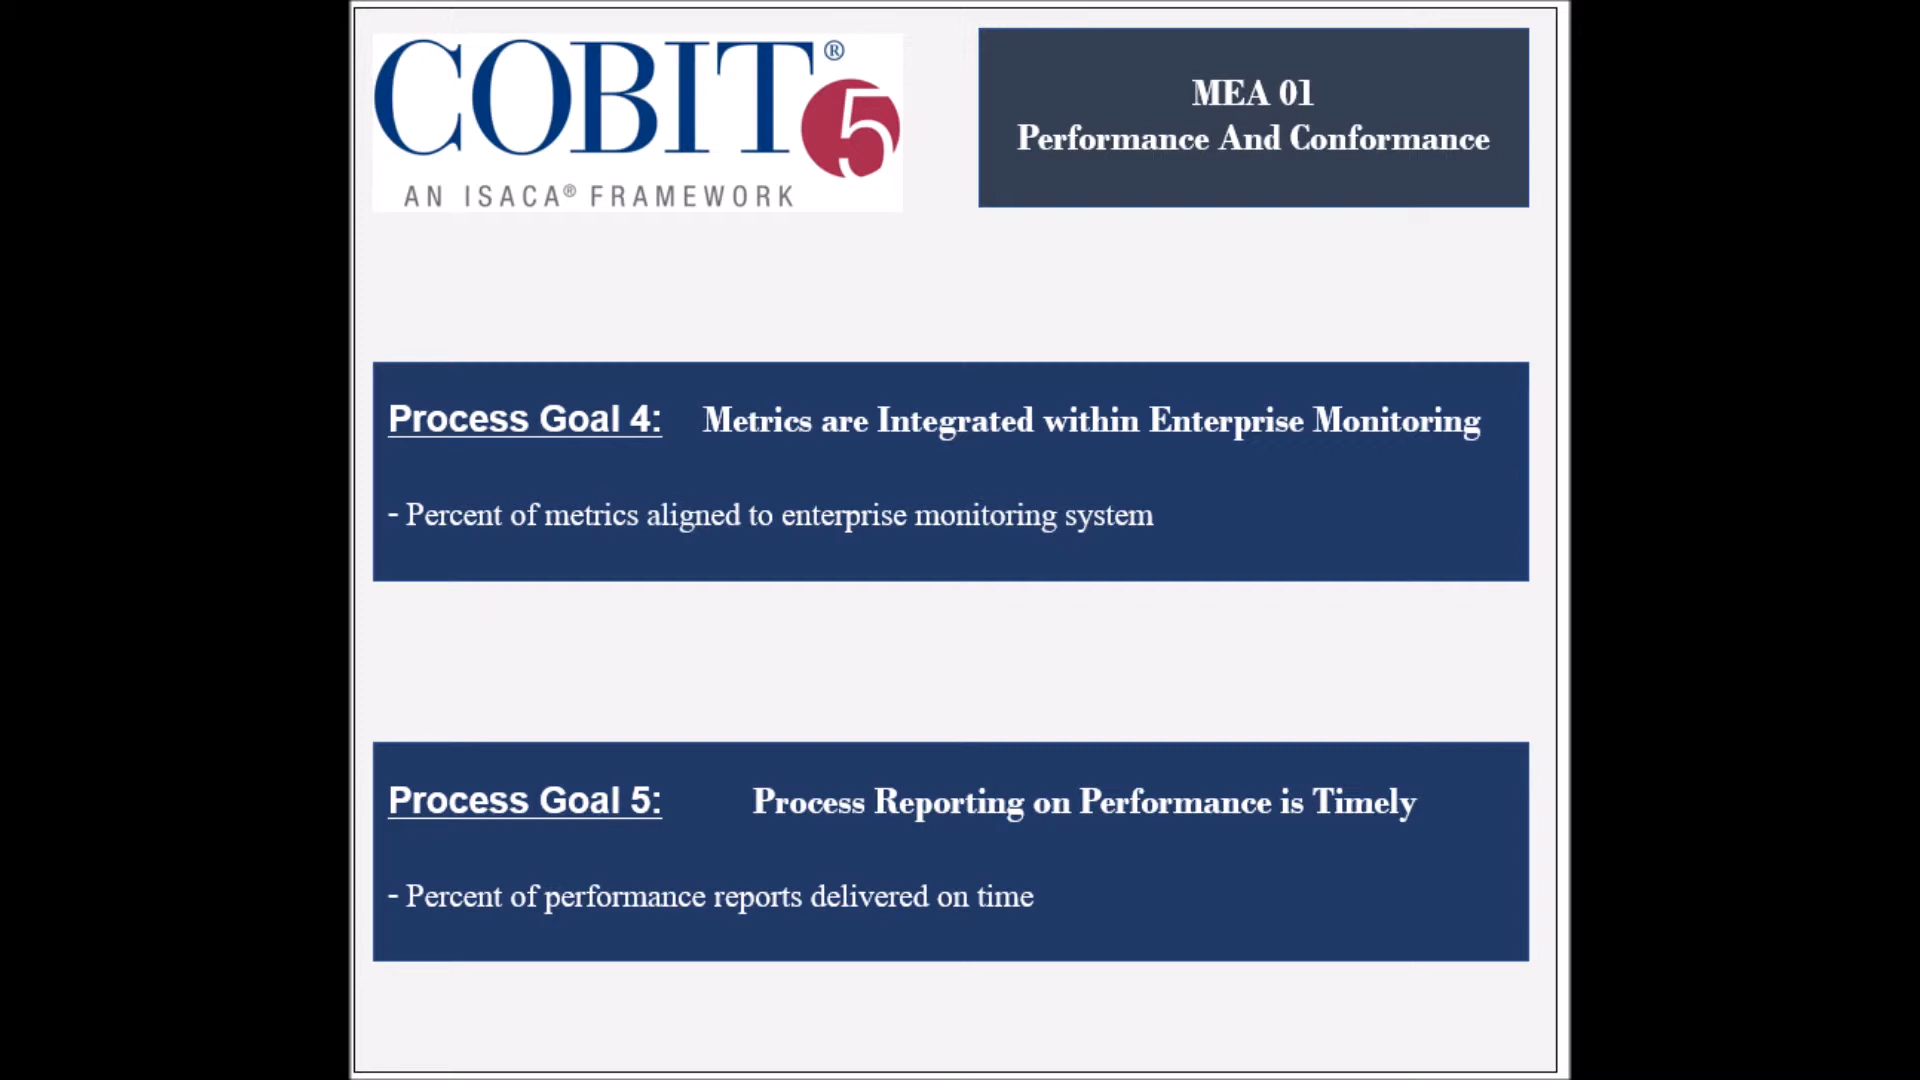 COBIT® 5
AN ISACA® FRAMEWORK
MEA 01
Performance And Conformance
Process Goal 4: Metrics are Integrated within Enterprise Monitoring
- Percent of metrics aligned to enterprise monitoring system
Process Goal 5: Process Reporting on Performance is Timely
- Percent of performance reports delivered on time